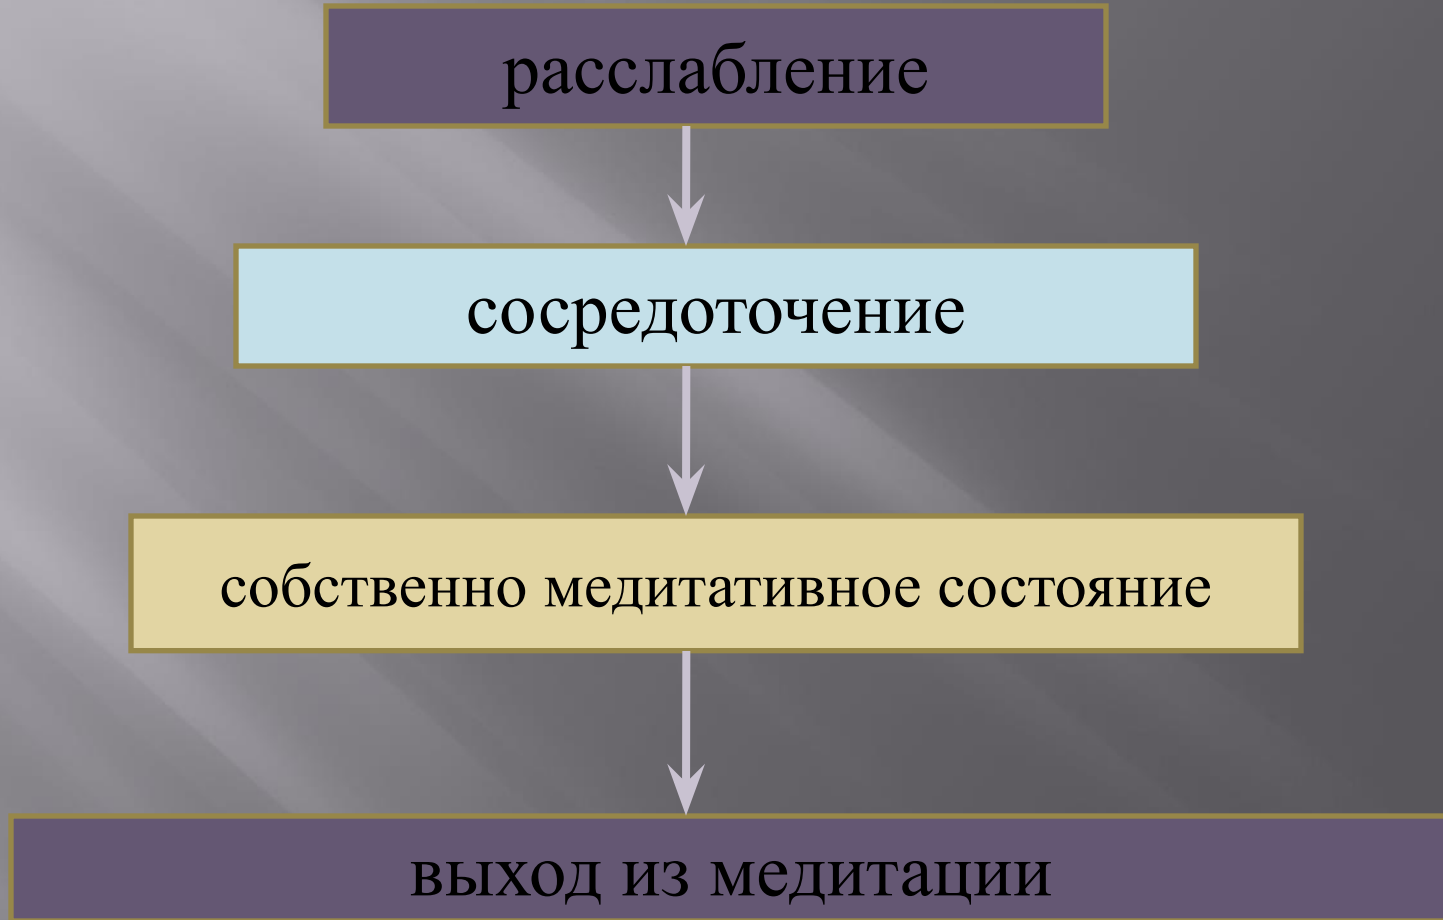 расслабление
сосредоточение
собственно медитативное состояние
выход из медитации